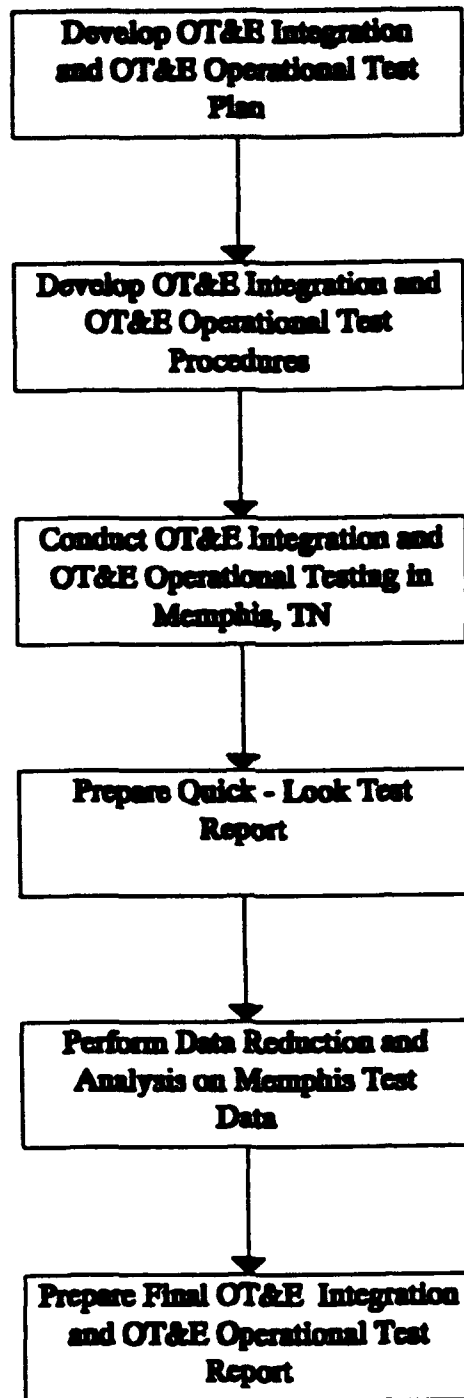 Develop OT&E Integration
and OT&E Operational Test
Plan
Develop OT&E Integration and
OT&E Operational Test
Procedures
Conduct OT&E Integration and
OT&E Operational Testing in
Memphis, TN
Prepare Quick - Look Test
Report
Perform Data Reduction and
Analysis on Memphis Test
Data
Prepare Final OT&E Integration
and OT&E Operational Test
Report